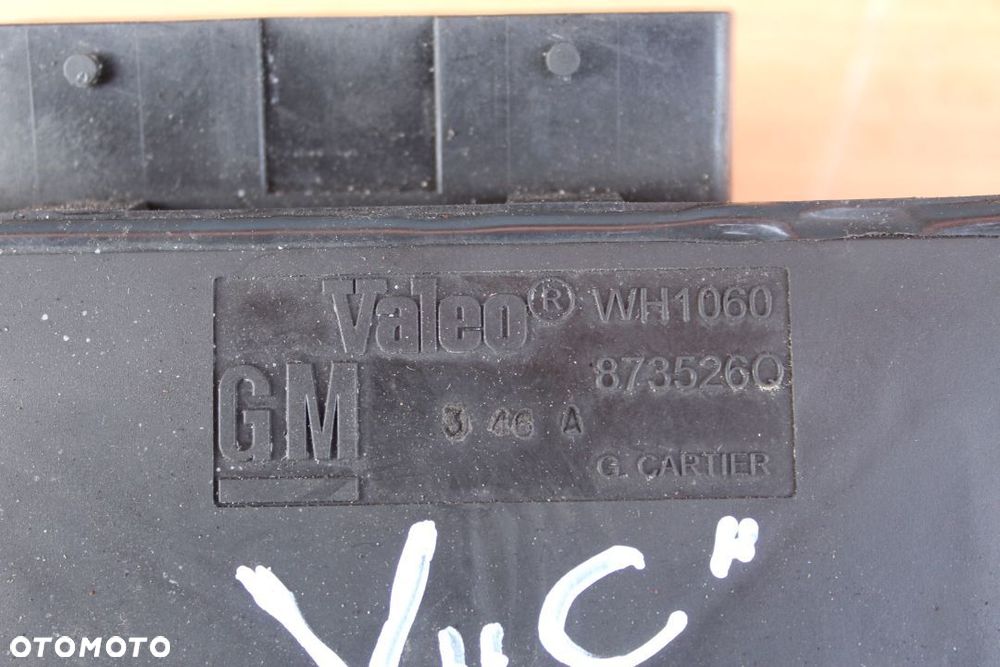 Valeo® WH1060
GM 873526Q
3 46 A
G. CARTIER
V "C"
OTOMOTO